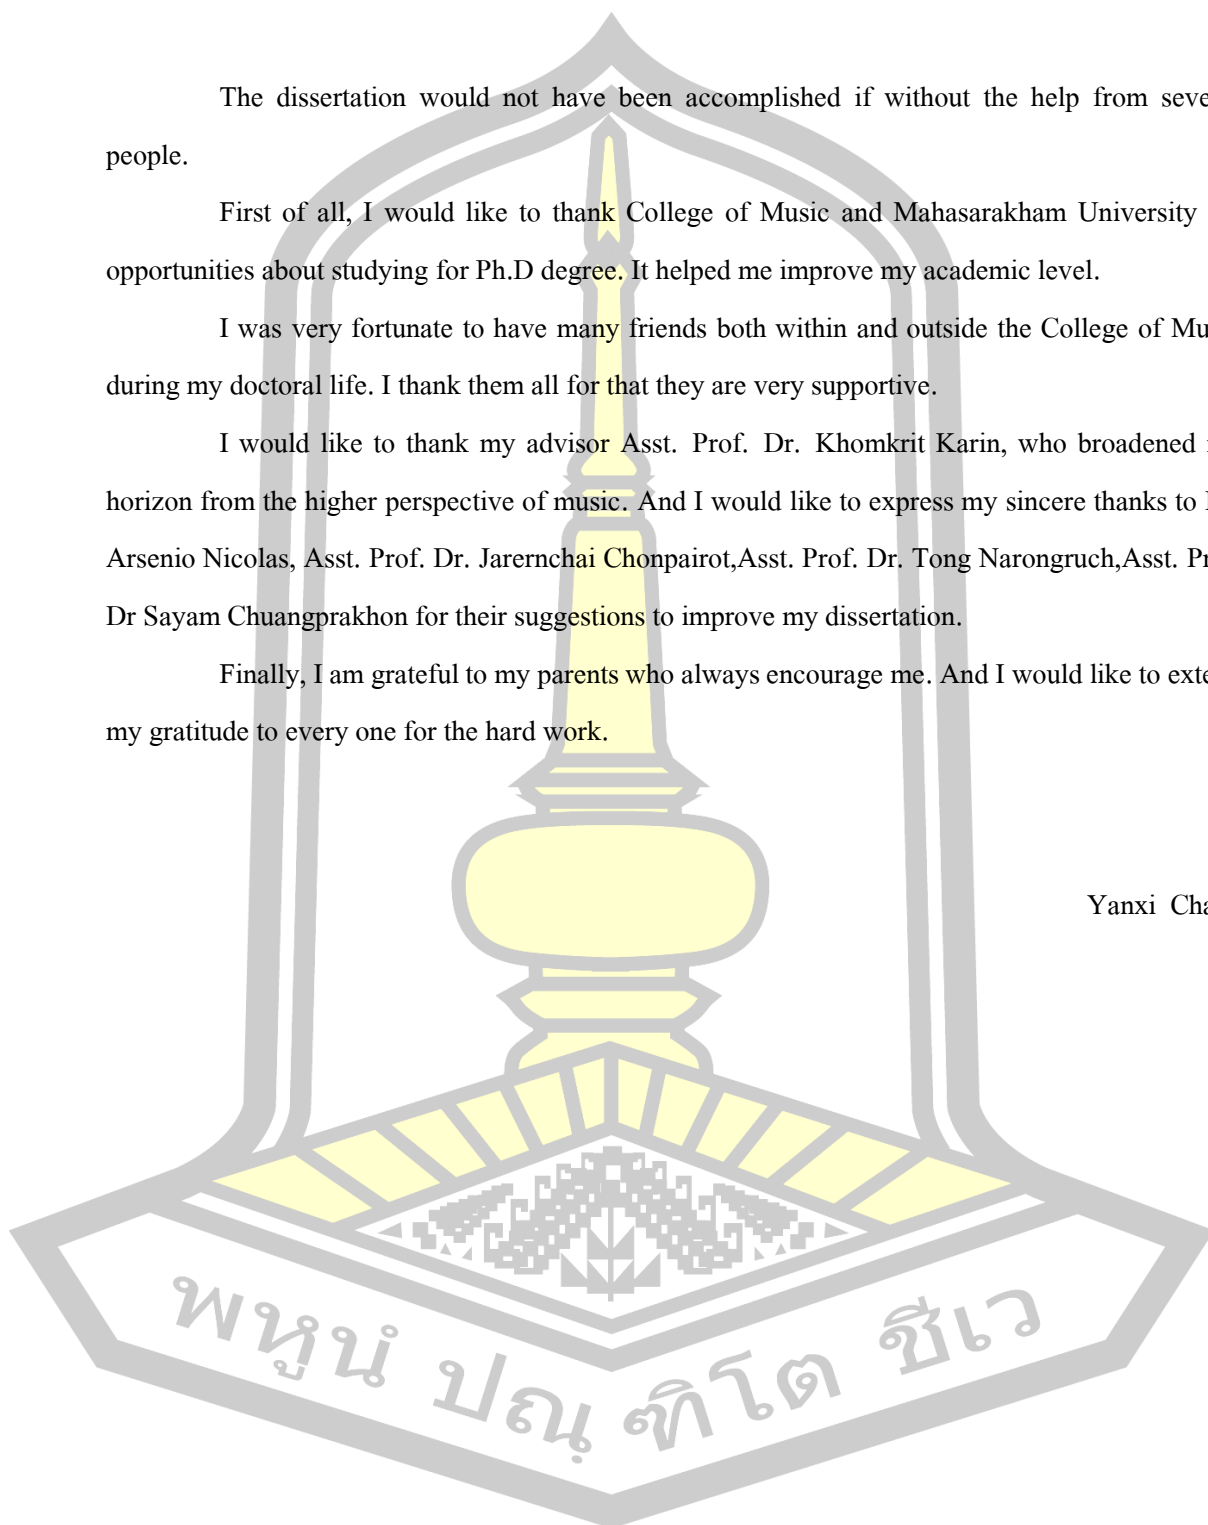 The dissertation would not have been accomplished if without the help from seve
people.
First of all, I would like to thank College of Music and Mahasarakham University
opportunities about studying for Ph.D degree. It helped me improve my academic level.
I was very fortunate to have many friends both within and outside the College of Mu
during my doctoral life. I thank them all for that they are very supportive.
I would like to thank my advisor Asst. Prof. Dr. Khomkrit Karin, who broadened
horizon from the higher perspective of music. And I would like to express my sincere thanks to
Arsenio Nicolas, Asst. Prof. Dr. Jarernchai Chonpairot,Asst. Prof. Dr. Tong Narongruch,Asst. Pr
Dr Sayam Chuangprakhon for their suggestions to improve my dissertation.
Finally, I am grateful to my parents who always encourage me. And I would like to exte
my gratitude to every one for the hard work.
Yanxi Cha
พหูนํ ปณฺ ฑิโต ชีเว